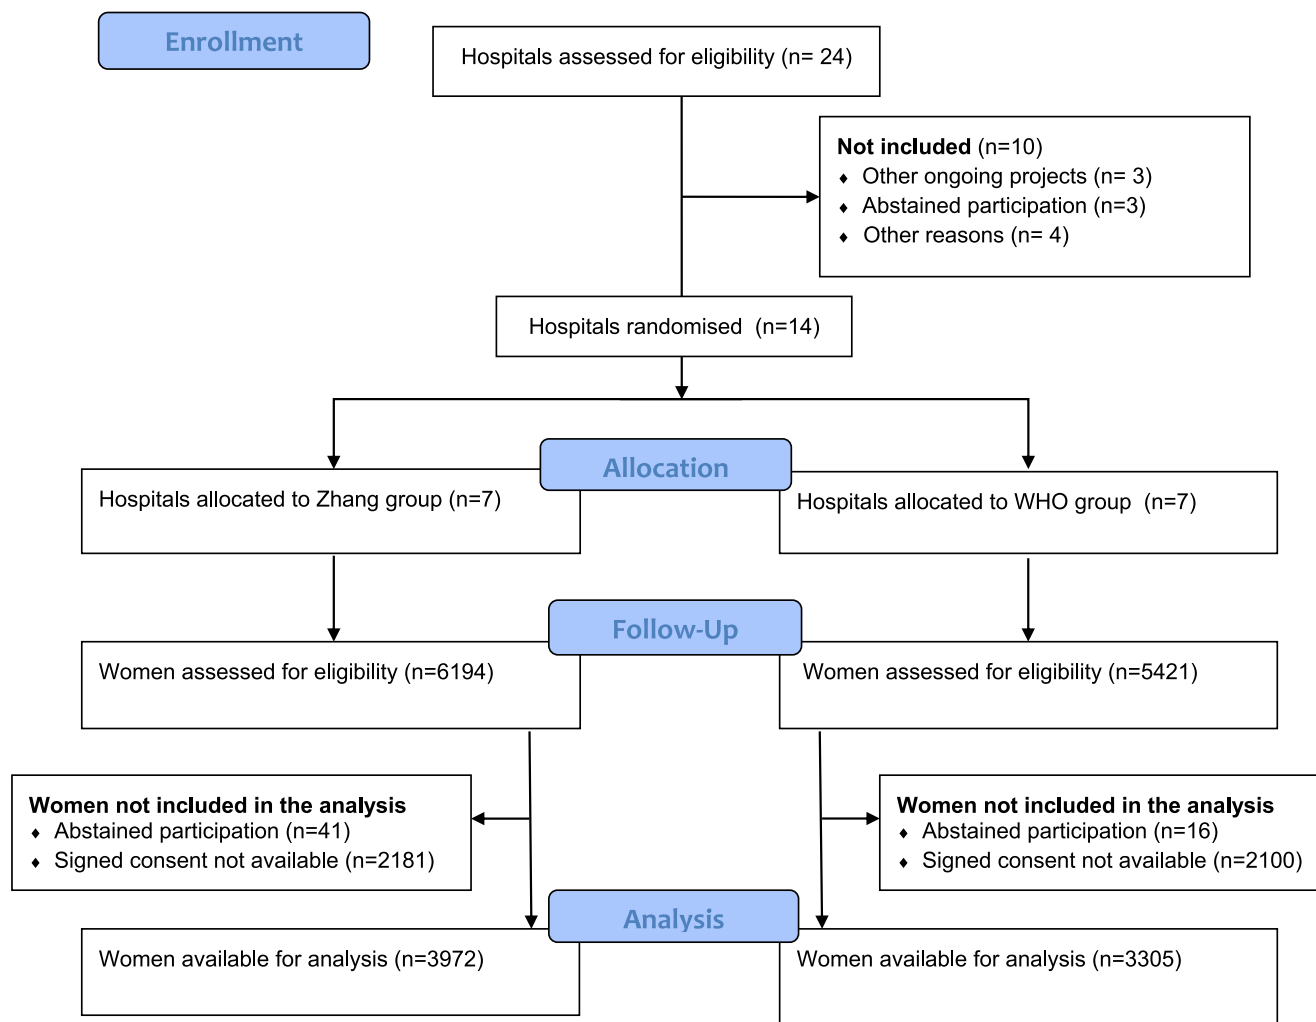 Enrollment
Hospitals assessed for eligibility (n= 24)
Not included (n=10)
♦ Other ongoing projects (n= 3)
♦ Abstained participation (n=3)
♦ Other reasons (n= 4)
Hospitals randomised  (n=14)
Allocation
Hospitals allocated to Zhang group (n=7)
Hospitals allocated to WHO group  (n=7)
Follow-Up
Women assessed for eligibility (n=6194)
Women assessed for eligibility (n=5421)
Women not included in the analysis
♦ Abstained participation (n=41)
♦ Signed consent not available (n=2181)
Women not included in the analysis
♦ Abstained participation (n=16)
♦ Signed consent not available (n=2100)
Analysis
Women available for analysis (n=3972)
Women available for analysis (n=3305)